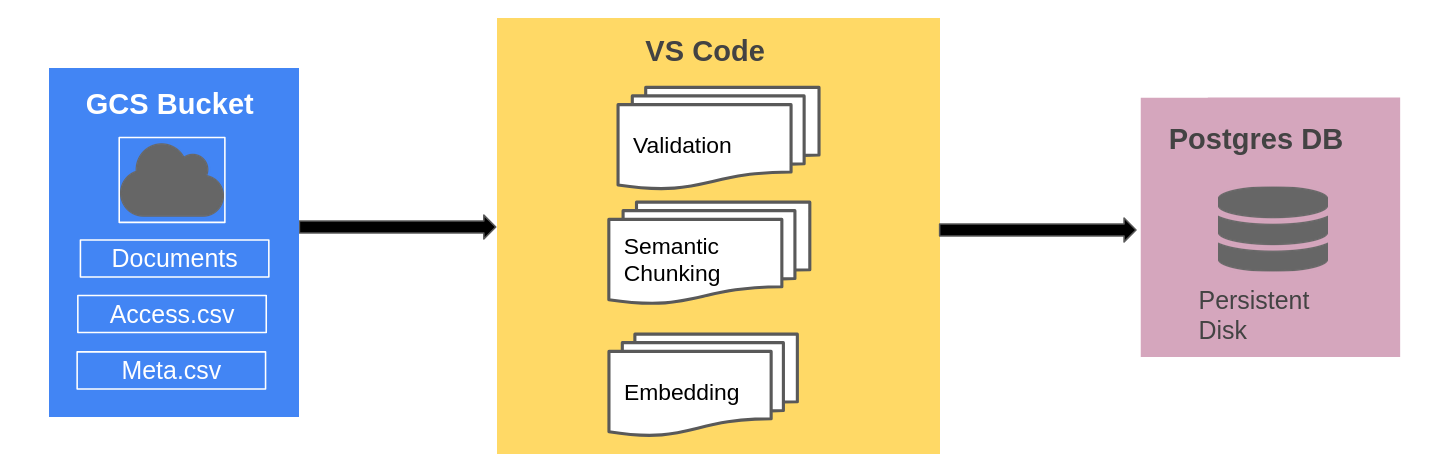 GCS Bucket
Documents
Access.csv
Meta.csv
VS Code
Validation
Semantic
Chunking
Embedding
Postgres DB
Persistent
Disk